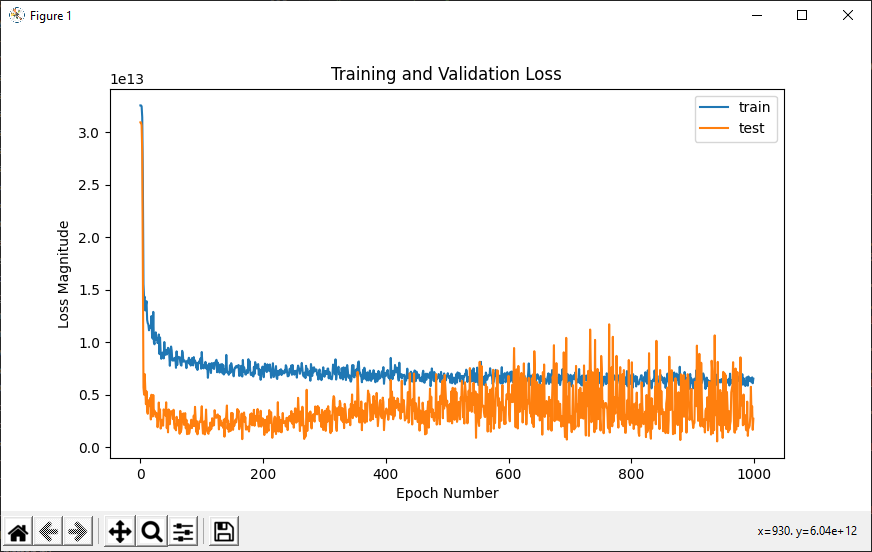 Figure 1
Training and Validation Loss
1e13
train
test
3.0
2.5
2.0
1.5
1.0
0.5
0.0
Loss Magnitude
0 200 400 600 800 1000
Epoch Number
x=930. y=6.04e+12